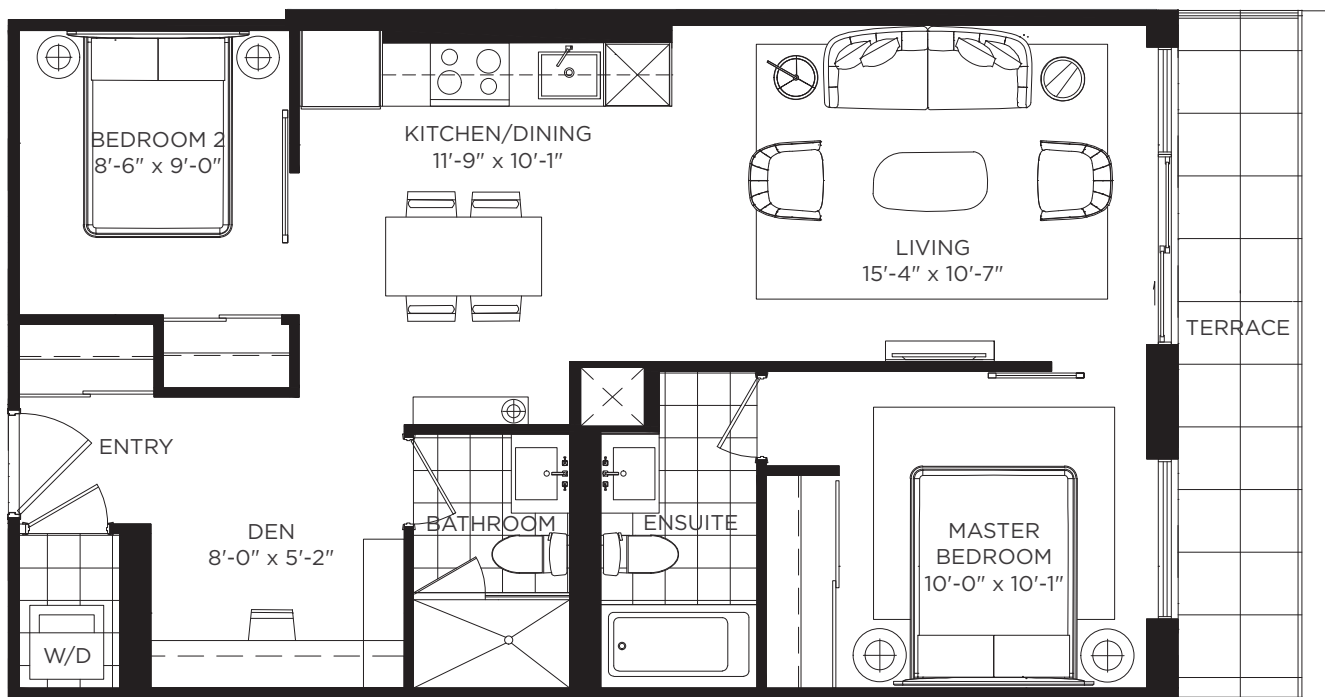 BEDROOM 2
8'-6" x 9'-0"
KITCHEN/DINING
11'-9" x 10'-1"
LIVING
15'-4" x 10'-7"
TERRACE
ENTRY
DEN
8'-0" x 5'-2"
BATHROOM
ENSUITE
MASTER
BEDROOM
10'-0" x 10'-1"
W/D